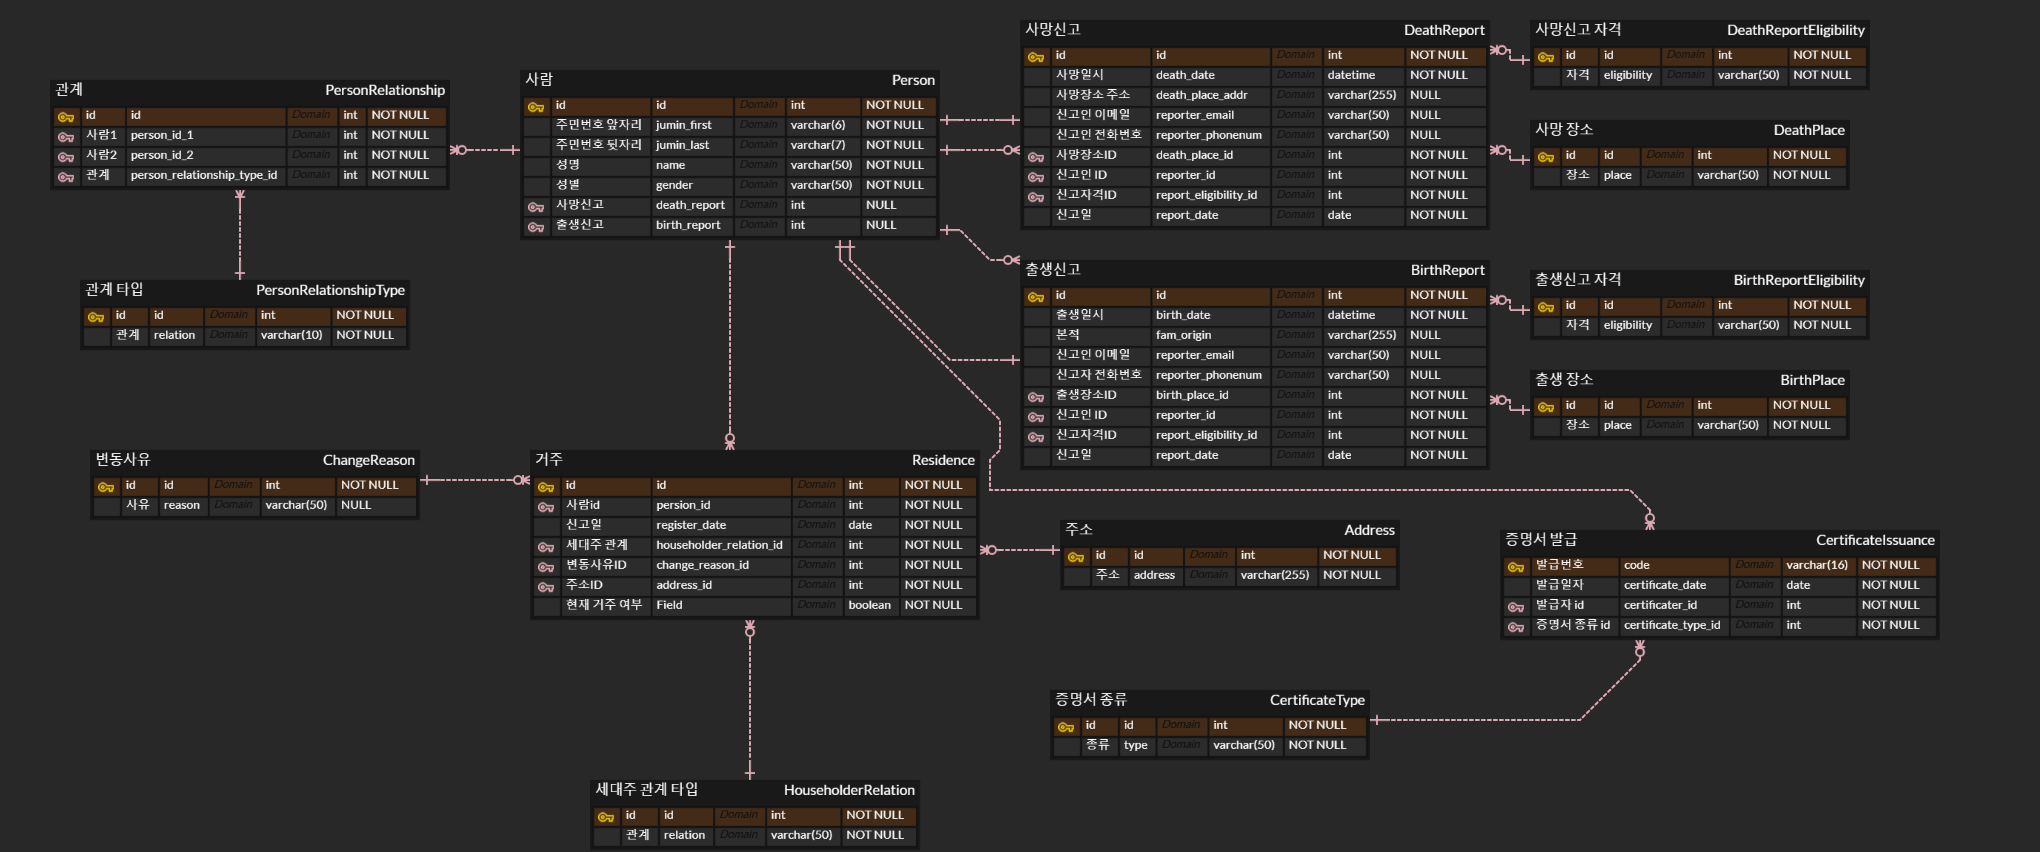 관계 PersonRelationship
id id Domain int NOT NULL
사람1 person_id_1 Domain int NOT NULL
사람2 person_id_2 Domain int NOT NULL
관계 person_relationship_type_id Domain int NOT NULL
관계 타입 PersonRelationshipType
id id Domain int NOT NULL
관계 relation Domain varchar(10) NOT NULL
사람 Person
id id Domain int NOT NULL
주민번호 앞자리 jumin_first Domain varchar(6) NOT NULL
주민번호 뒷자리 jumin_last Domain varchar(7) NOT NULL
성명 name Domain varchar(50) NOT NULL
성별 gender Domain varchar(50) NOT NULL
사망신고 death_report Domain int NULL
출생신고 birth_report Domain int NULL
사망신고 DeathReport
id id Domain int NOT NULL
사망일시 death_date Domain datetime NOT NULL
사망장소 주소 death_place_addr Domain varchar(255) NULL
신고인 이메일 reporter_email Domain varchar(50) NULL
신고인 전화번호 reporter_phonenum Domain varchar(50) NULL
사망장소ID death_place_id Domain int NOT NULL
신고인 ID reporter_id Domain int NOT NULL
신고자격ID report_eligibility_id Domain int NOT NULL
신고일 report_date Domain date NOT NULL
사망신고 자격 DeathReportEligibility
id id Domain int NOT NULL
자격 eligibility Domain varchar(50) NOT NULL
사망 장소 DeathPlace
id id Domain int NOT NULL
장소 place Domain varchar(50) NOT NULL
출생신고 BirthReport
id id Domain int NOT NULL
출생일시 birth_date Domain datetime NOT NULL
본적 fam_origin Domain varchar(255) NULL
신고인 이메일 reporter_email Domain varchar(50) NULL
신고자 전화번호 reporter_phonenum Domain varchar(50) NULL
출생장소ID birth_place_id Domain int NOT NULL
신고인 ID reporter_id Domain int NOT NULL
신고자격ID report_eligibility_id Domain int NOT NULL
신고일 report_date Domain date NOT NULL
출생신고 자격 BirthReportEligibility
id id Domain int NOT NULL
자격 eligibility Domain varchar(50) NOT NULL
출생 장소 BirthPlace
id id Domain int NOT NULL
장소 place Domain varchar(50) NOT NULL
변동사유 ChangeReason
id id Domain int NOT NULL
사유 reason Domain varchar(50) NULL
거주 Residence
id id Domain int NOT NULL
사람id persion_id Domain int NOT NULL
신고일 register_date Domain date NOT NULL
세대주 관계 householder_relation_id Domain int NOT NULL
변동사유ID change_reason_id Domain int NOT NULL
주소ID address_id Domain int NOT NULL
현재 거주 여부 Field Domain boolean NOT NULL
주소 Address
id id Domain int NOT NULL
주소 address Domain varchar(255) NOT NULL
증명서 발급 CertificateIssuance
발급번호 code Domain varchar(16) NOT NULL
발급일자 certificate_date Domain date NOT NULL
발급자 id certificater_id Domain int NOT NULL
증명서 종류 id certificate_type_id Domain int NOT NULL
증명서 종류 CertificateType
id id Domain int NOT NULL
종류 type Domain varchar(50) NOT NULL
세대주 관계 타입 HouseholderRelation
id id Domain int NOT NULL
관계 relation Domain varchar(50) NOT NULL